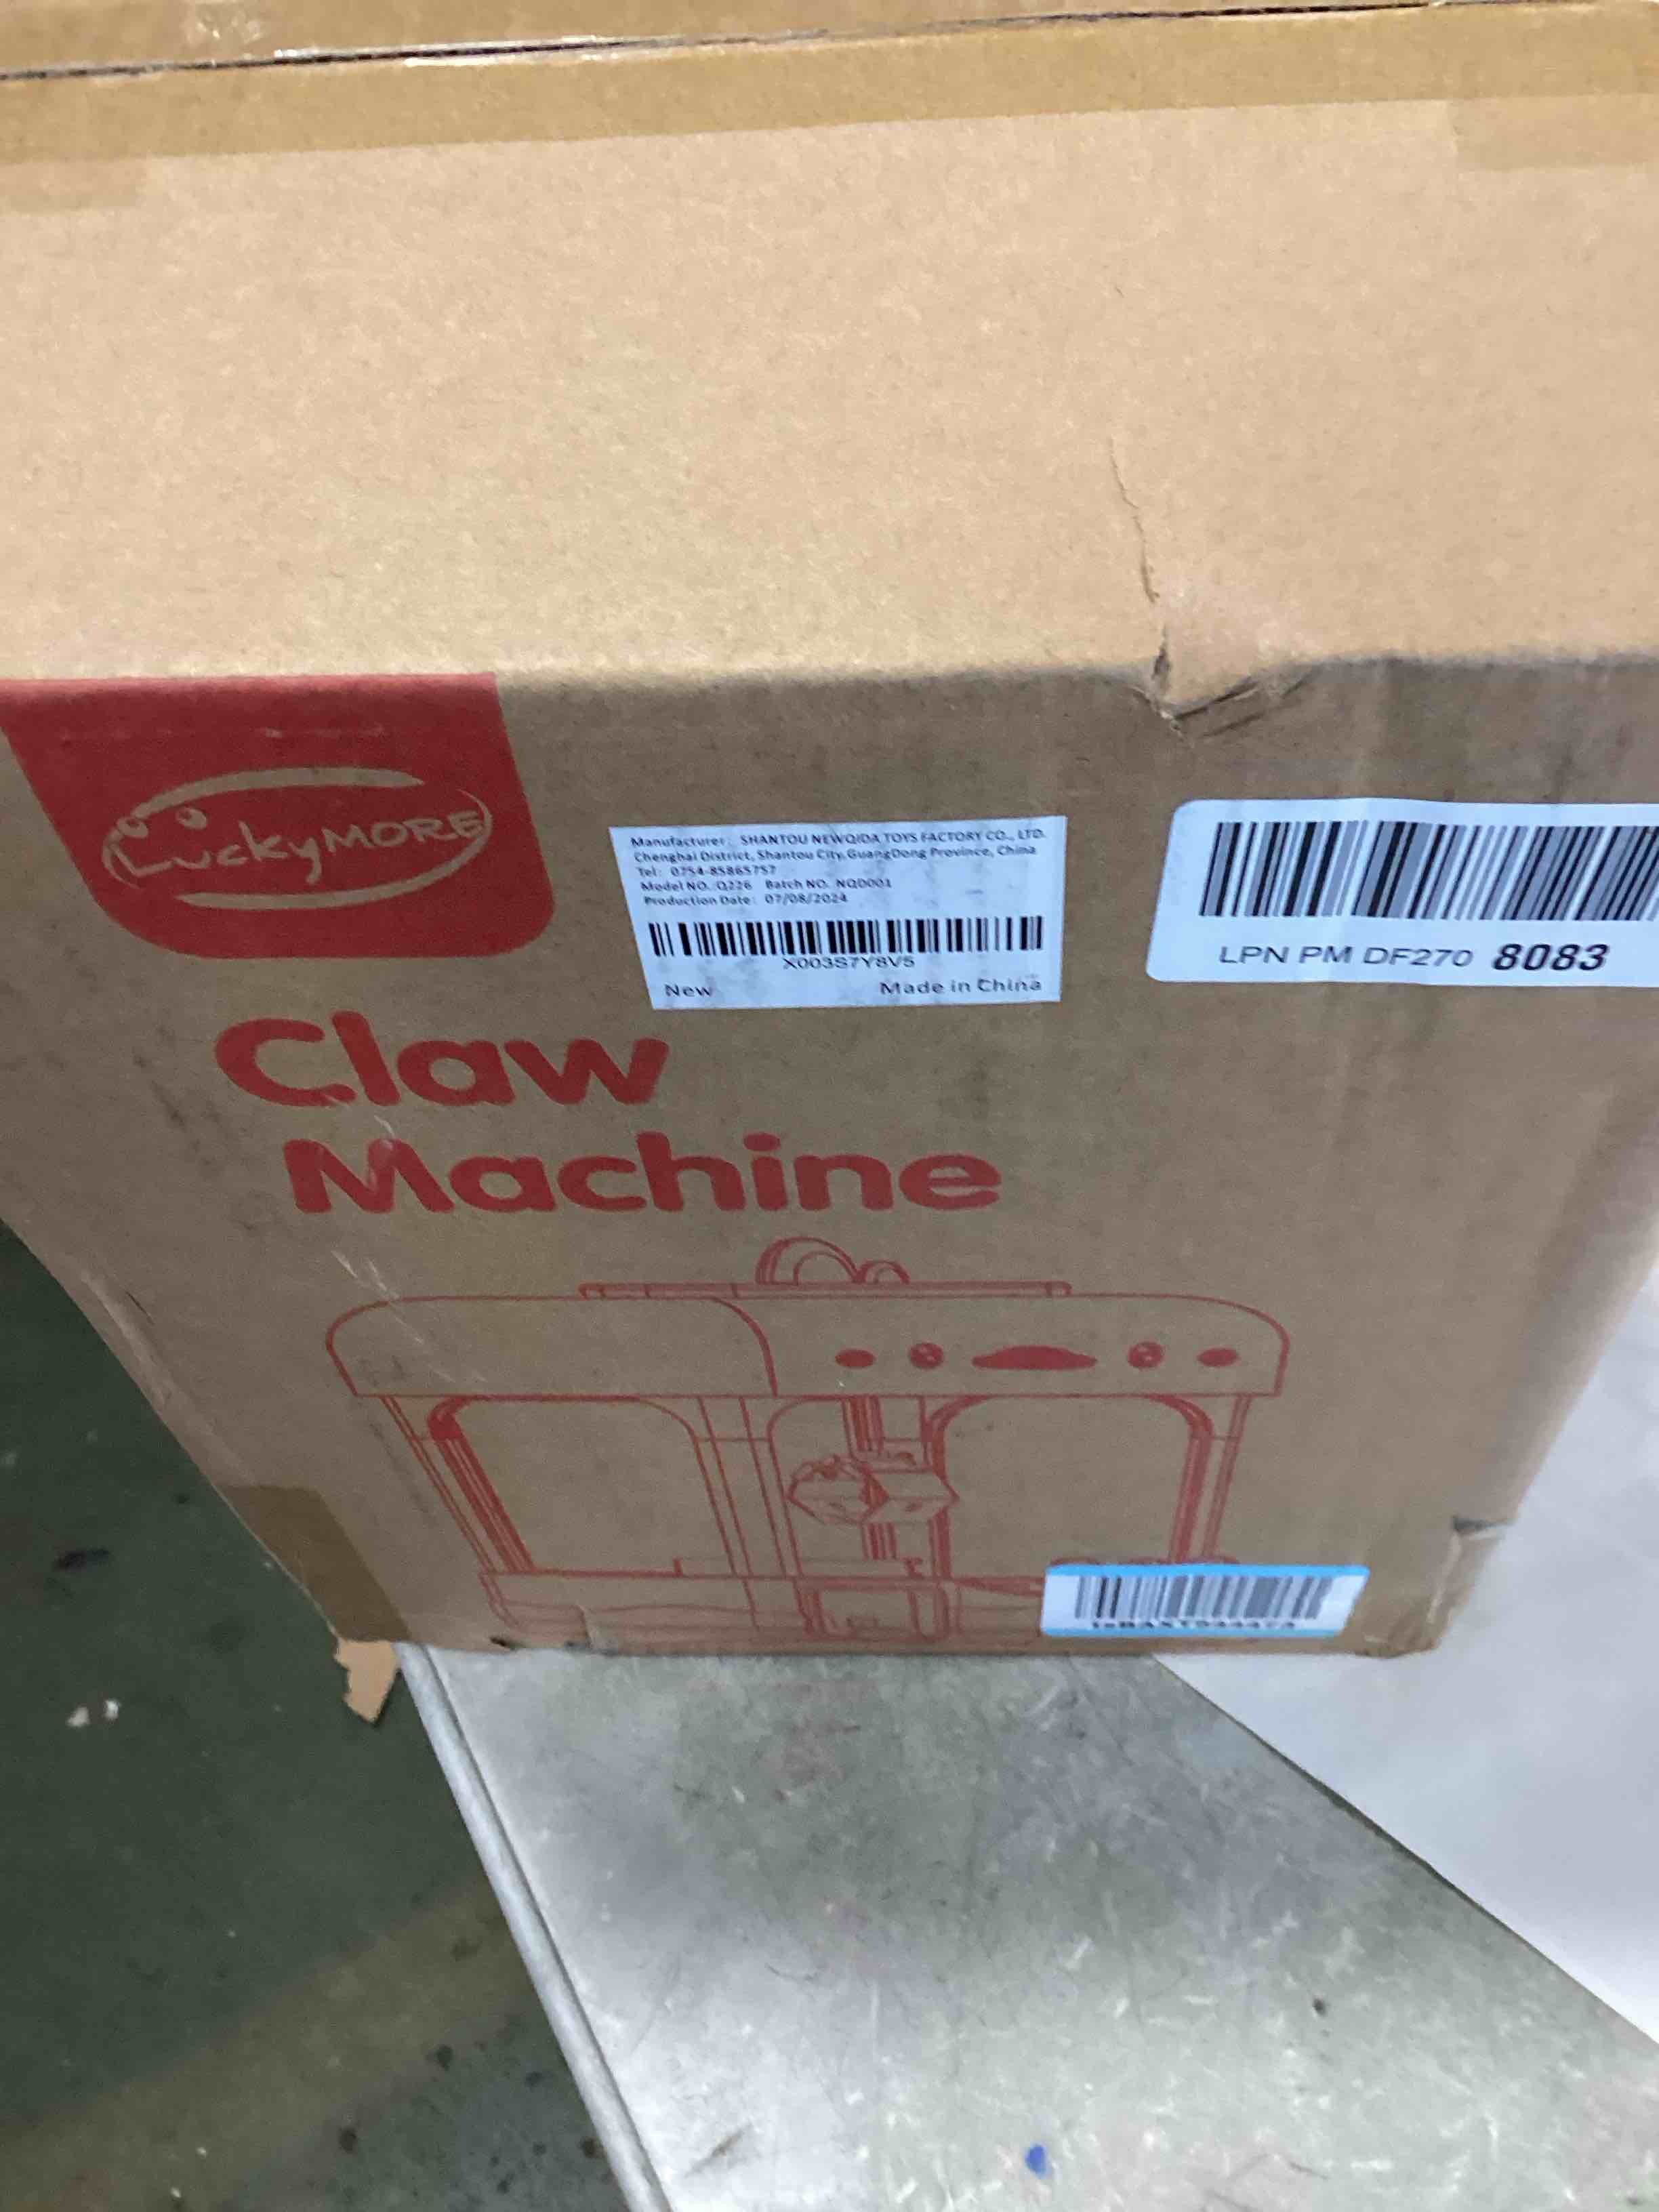 LuckyMORE
Manufacturer: SHANTOU NEWQIDA TOYS FACTORY CO., LTD.
Chenghai District, Shantou City,GuangDong Province, China
Tel: 0754-85865757
Model NO. Q226 Batch NO. NQD001
Production Date: 07/08/2024
X003S7Y8V5
New Made in China
LPN PM DF270 8083
Claw
Machine